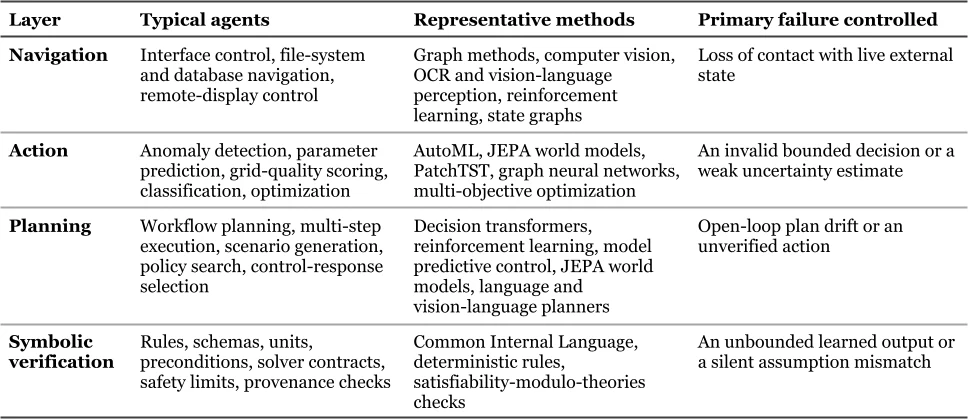 Layer Typical agents Representative methods Primary failure controlled
Navigation Interface control, file-system Graph methods, computer vision, Loss of contact with live external
and database navigation, OCR and vision-language state
remote-display control perception, reinforcement
learning, state graphs
Action Anomaly detection, parameter AutoML, JEPA world models, An invalid bounded decision or a
prediction, grid-quality scoring, PatchTST, graph neural networks, weak uncertainty estimate
classification, optimization multi-objective optimization
Planning Workflow planning, multi-step Decision transformers, Open-loop plan drift or an
execution, scenario generation, reinforcement learning, model unverified action
policy search, control-response predictive control, JEPA world
selection models, language and
vision-language planners
Symbolic Rules, schemas, units, Common Internal Language, An unbounded learned output or
verification preconditions, solver contracts, deterministic rules, a silent assumption mismatch
safety limits, provenance checks satisfiability-modulo-theories
checks